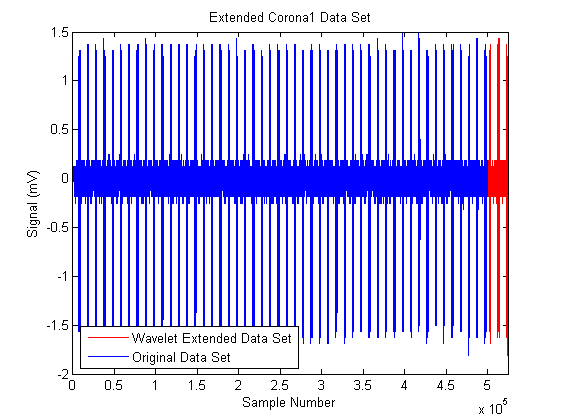 Extended Corona1 Data Set
1.5
1
0.5
0
-0.5
-1
-1.5
-2
Signal (mV)
Wavelet Extended Data Set
Original Data Set
0 0.5 1 1.5 2 2.5 3 3.5 4 4.5 5
Sample Number
x 10^5